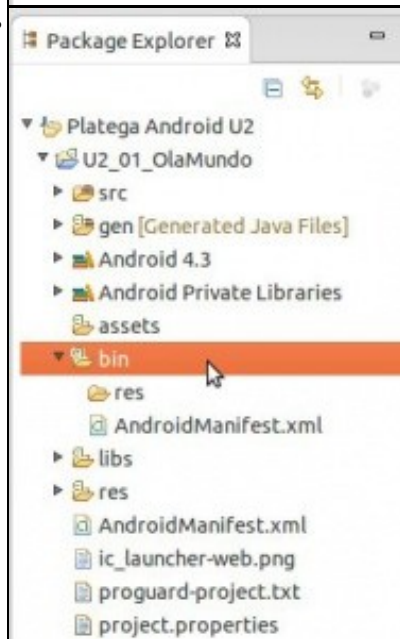 Package Explorer
Platega Android U2
U2_01_OlaMundo
src
gen [Generated Java Files]
Android 4.3
Android Private Libraries
assets
bin
res
AndroidManifest.xml
libs
res
AndroidManifest.xml
ic_launcher-web.png
proguard-project.txt
project.properties